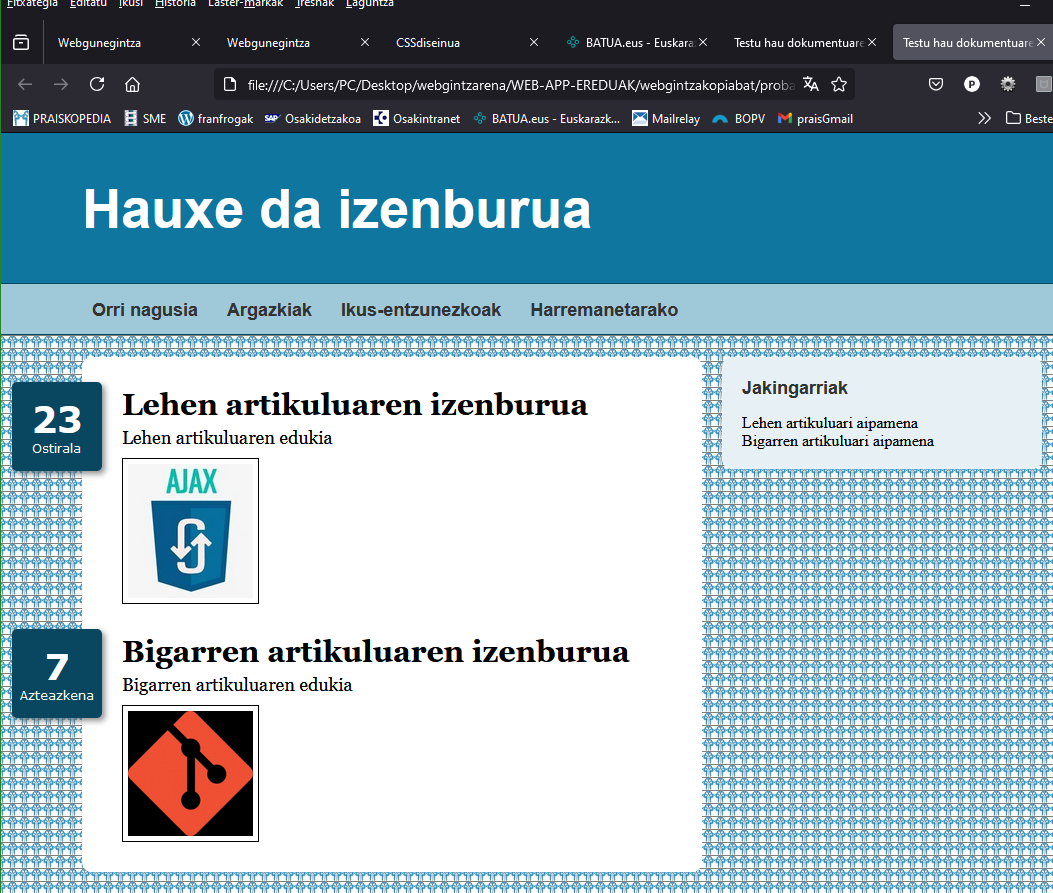 Fitxategia Editatu Ikusi Historia Laster-markak Tresnak Laguntza
Webgunegintza Webgunegintza CSSdiseinua BATUA.eus - Euskara Testu hau dokumentuare Testu hau dokumentuare
file:///C:/Users/PC/Desktop/webgintzarena/WEB-APP-EREDUAK/webgintzakopiabat/proba
PRAISKOPEDIA SME franfrogak SAP Osakidetzakoa Osakintranet BATUA.eus - Euskarazk... Mailrelay BOPV praisGmail Beste
Hauxe da izenburua
Orri nagusia Argazkiak Ikus-entzunezkoak Harremanetarako
23
Ostirala
Lehen artikuluaren izenburua
Lehen artikuluaren edukia
AJAX
7
Azteazkena
Bigarren artikuluaren izenburua
Bigarren artikuluaren edukia
Jakingarriak
Lehen artikuluari aipamena
Bigarren artikuluari aipamena